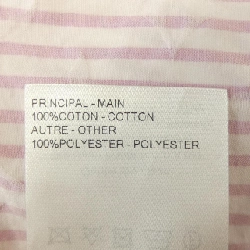 PRINCIPAL - MAIN
100%COTON - COTTON
AUTRE - OTHER
100%POLYESTER - POLYESTER